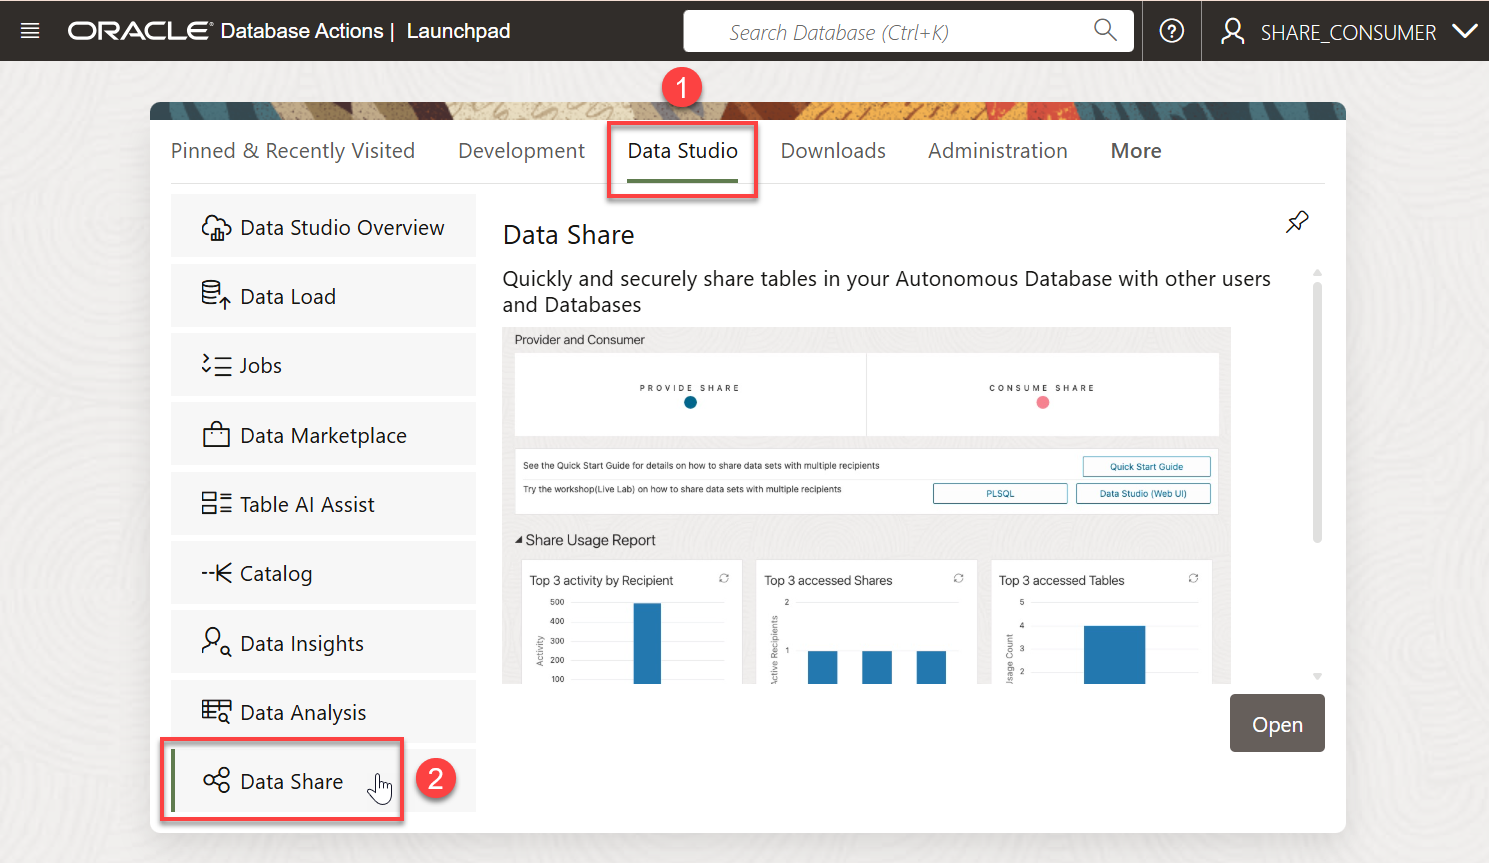 ORACLE Database Actions | Launchpad
Search Database (Ctrl+K)
SHARE_CONSUMER
1
Pinned & Recently Visited
Development
Data Studio
Downloads
Administration
More
Data Studio Overview
Data Load
Jobs
Data Marketplace
Table AI Assist
Catalog
Data Insights
Data Analysis
Data Share
2
Data Share
Quickly and securely share tables in your Autonomous Database with other users
and Databases
Provider and Consumer
PROVIDE SHARE
CONSUME SHARE
See the Quick Start Guide for details on how to share data sets with multiple recipients
Quick Start Guide
Try the workshop(Live Lab) on how to share data sets with multiple recipients
PLSQL
Data Studio (Web UI)
Share Usage Report
Top 3 activity by Recipient
500
400
300
200
100
Activity
Top 3 accessed Shares
2
1
Active Recipients
Top 3 accessed Tables
5
4
3
2
Usage Count
Open